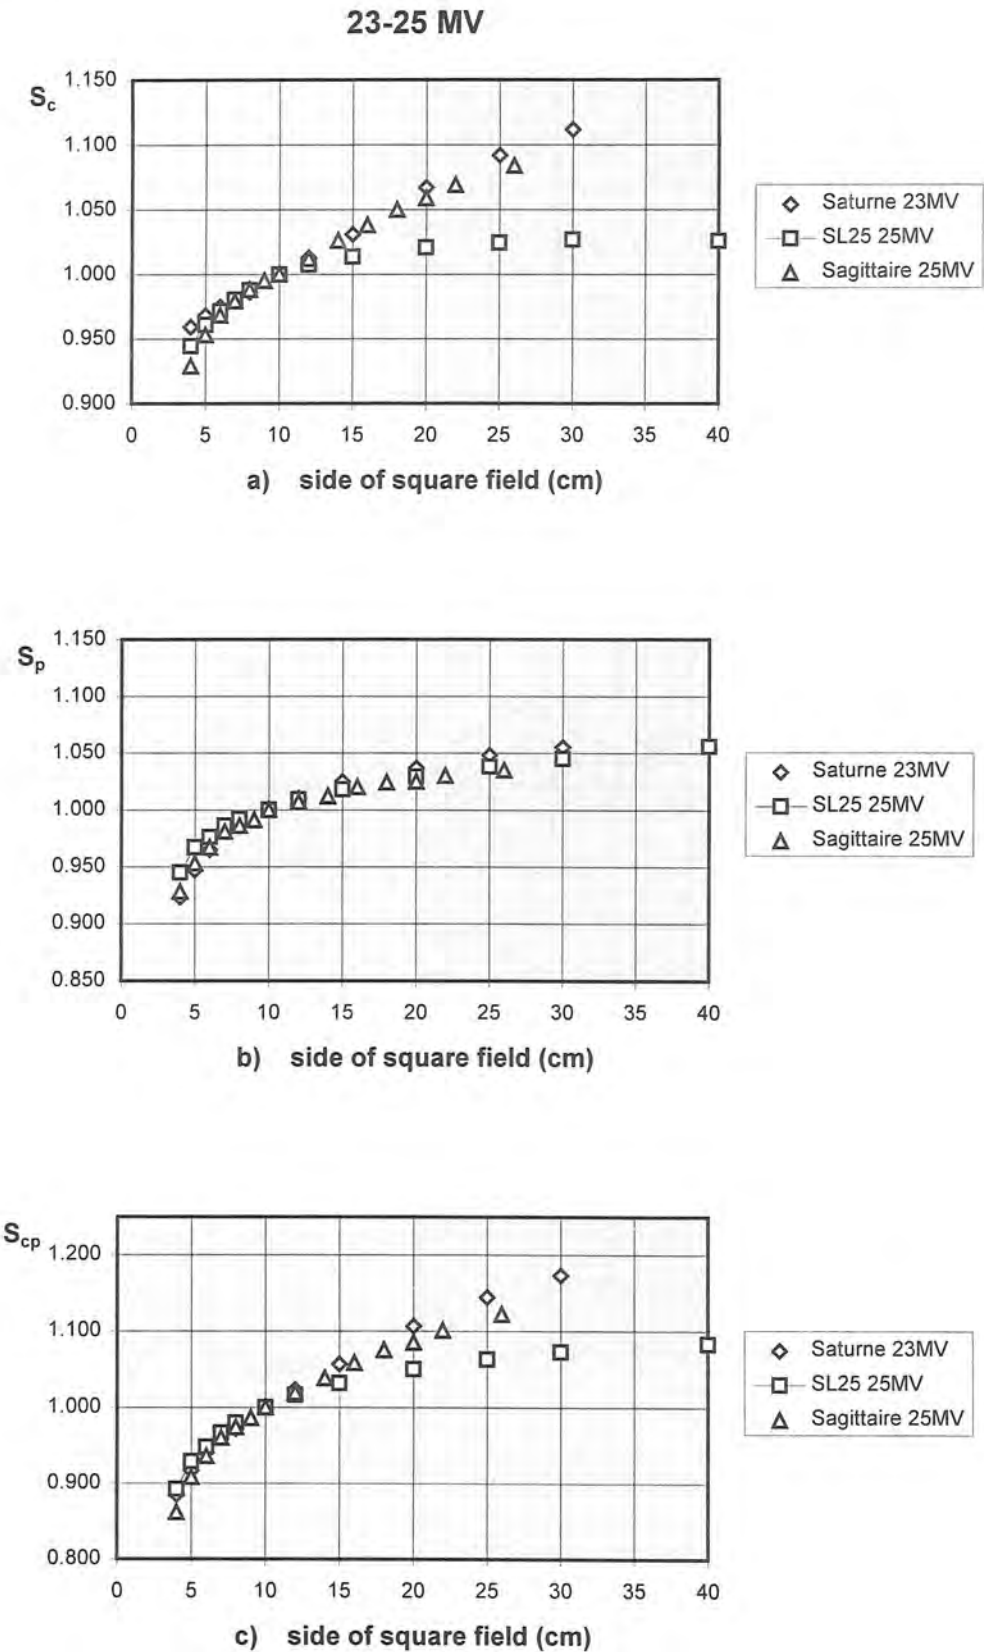 23-25 MV
Sc
1.150
1.100
1.050
1.000
0.950
0.900
0 5 10 15 20 25 30 35 40
a) side of square field (cm)
Saturne 23MV
SL25 25MV
Sagittaire 25MV
Sp
1.150
1.100
1.050
1.000
0.950
0.900
0.850
0 5 10 15 20 25 30 35 40
b) side of square field (cm)
Saturne 23MV
SL25 25MV
Sagittaire 25MV
Scp
1.200
1.100
1.000
0.900
0.800
0 5 10 15 20 25 30 35 40
c) side of square field (cm)
Saturne 23MV
SL25 25MV
Sagittaire 25MV